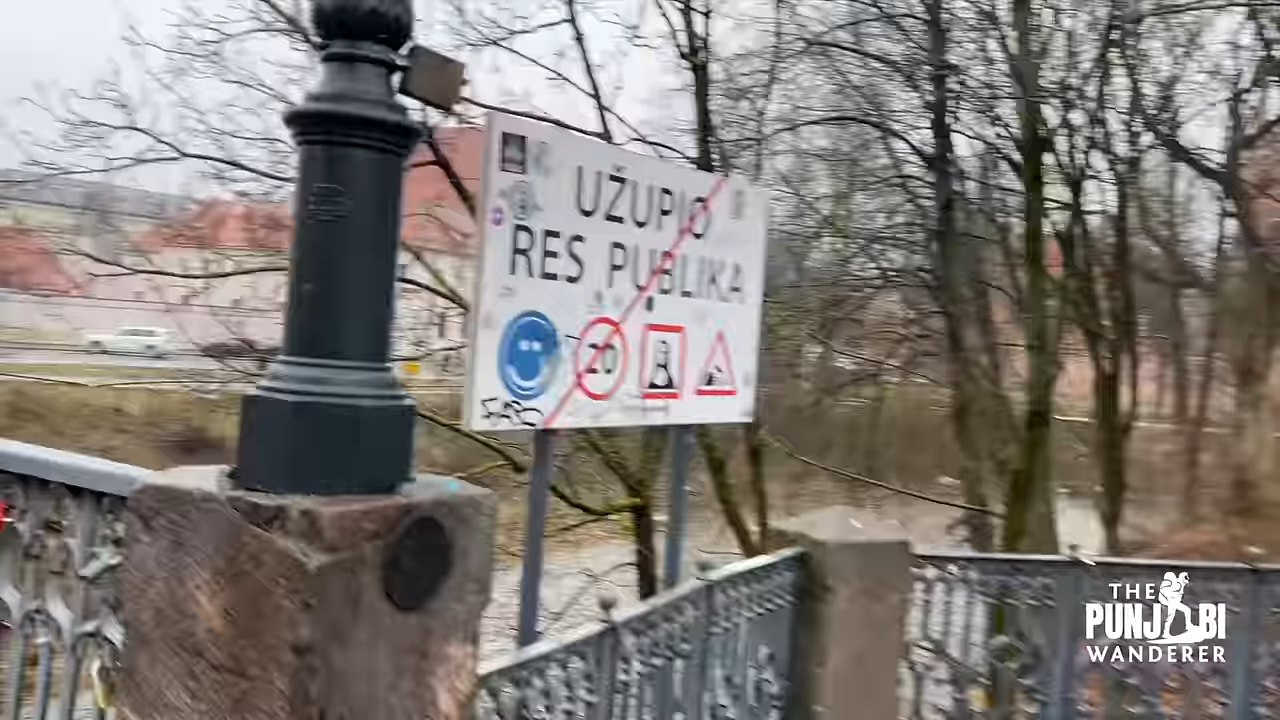 UŽUPIO
RES PUBLIKA
20
THE
PUNJABI
WANDERER